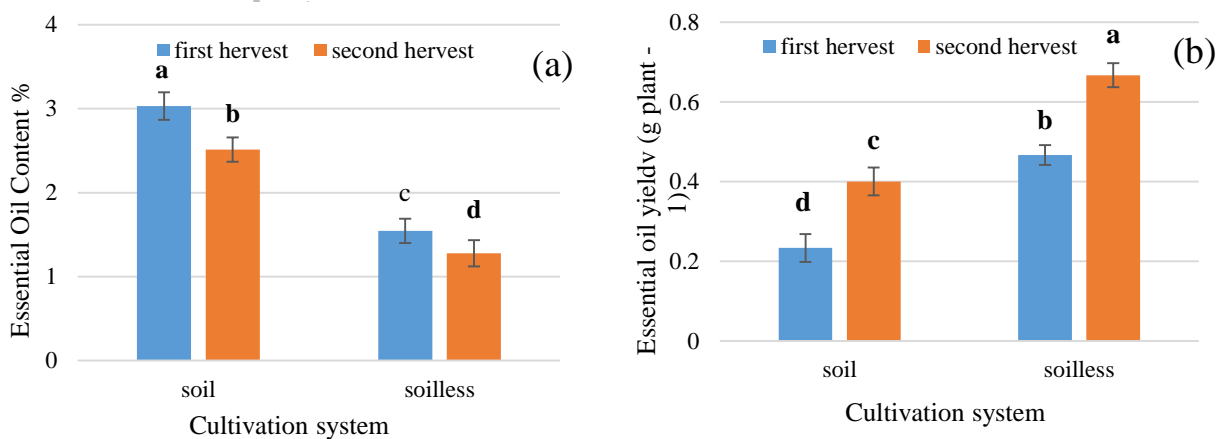 Essential Oil Content %
4
3
2
1
0
first hervest second hervest
(a)
a
b
c
d
soil soilless
Cultivation system
Essential oil yieldv (g plant -
1)
0.8
0.6
0.4
0.2
0
first hervest second hervest
(b)
d
c
b
a
soil soilless
Cultivation system